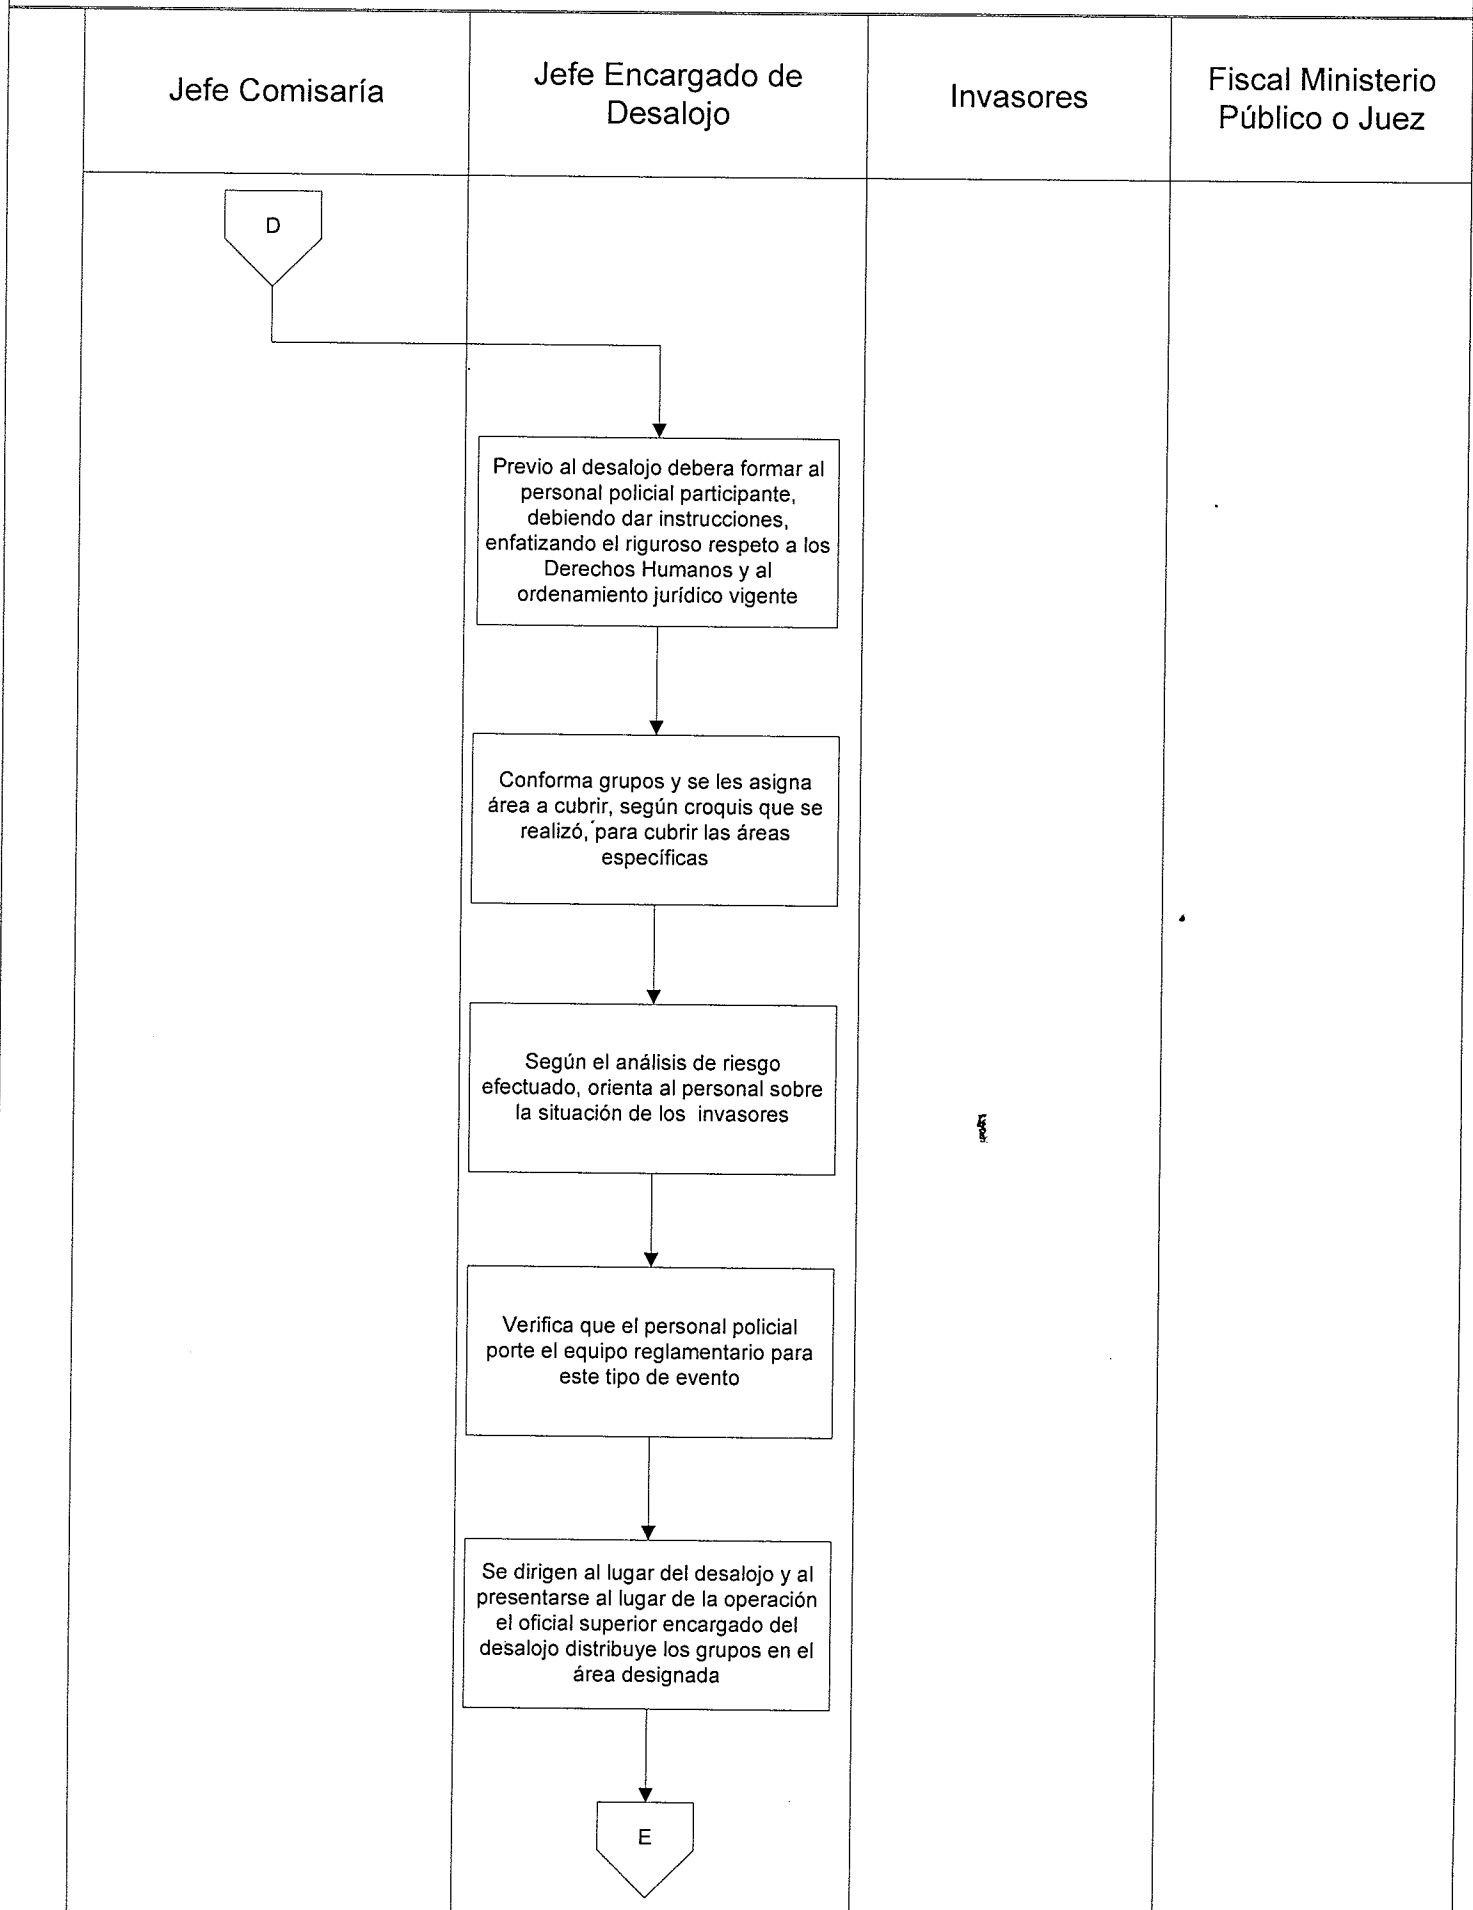 Jefe Comisaría
Jefe Encargado de
Desalojo
Invasores
Fiscal Ministerio
Público o Juez
D
Previo al desalojo debera formar al
personal policial participante,
debiendo dar instrucciones,
enfatizando el riguroso respeto a los
Derechos Humanos y al
ordenamiento jurídico vigente
Conforma grupos y se les asigna
área a cubrir, según croquis que se
realizó, para cubrir las áreas
específicas
Según el análisis de riesgo
efectuado, orienta al personal sobre
la situación de los invasores
Verifica que el personal policial
porte el equipo reglamentario para
este tipo de evento
Se dirigen al lugar del desalojo y al
presentarse al lugar de la operación
el oficial superior encargado del
desalojo distribuye los grupos en el
área designada
E